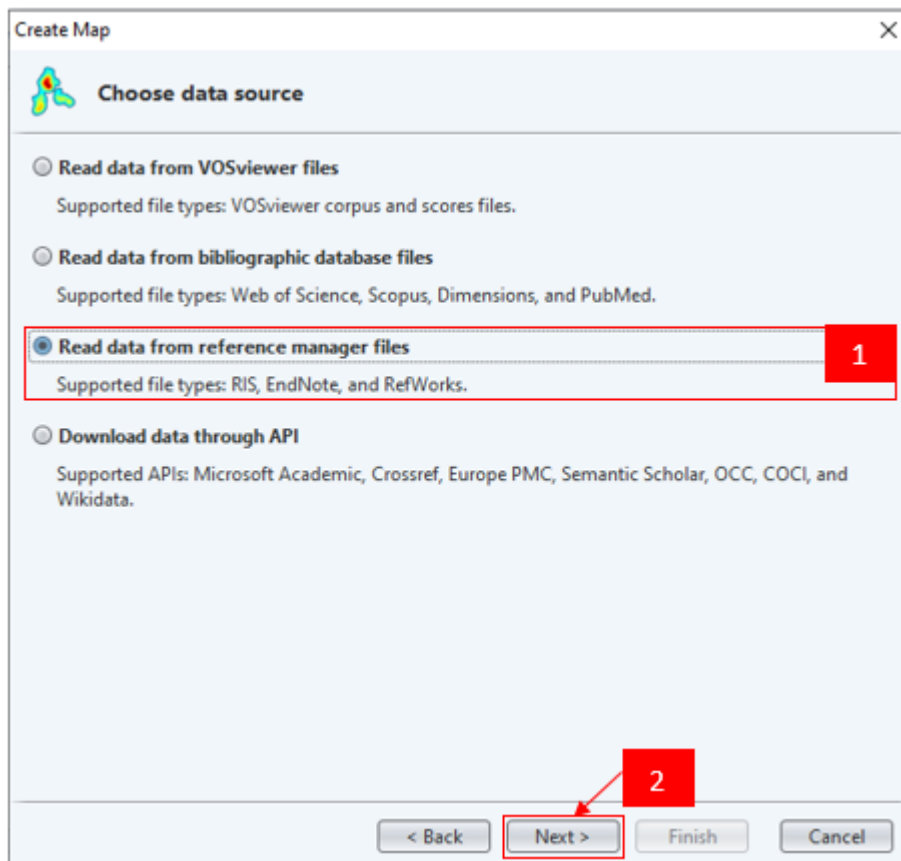 Create Map
Choose data source
Read data from VOSviewer files
Supported file types: VOSviewer corpus and scores files.
Read data from bibliographic database files
Supported file types: Web of Science, Scopus, Dimensions, and PubMed.
Read data from reference manager files
1
Supported file types: RIS, EndNote, and RefWorks.
Download data through API
Supported APIs: Microsoft Academic, Crossref, Europe PMC, Semantic Scholar, OCC, COCI, and
Wikidata.
2
< Back Next > Finish Cancel